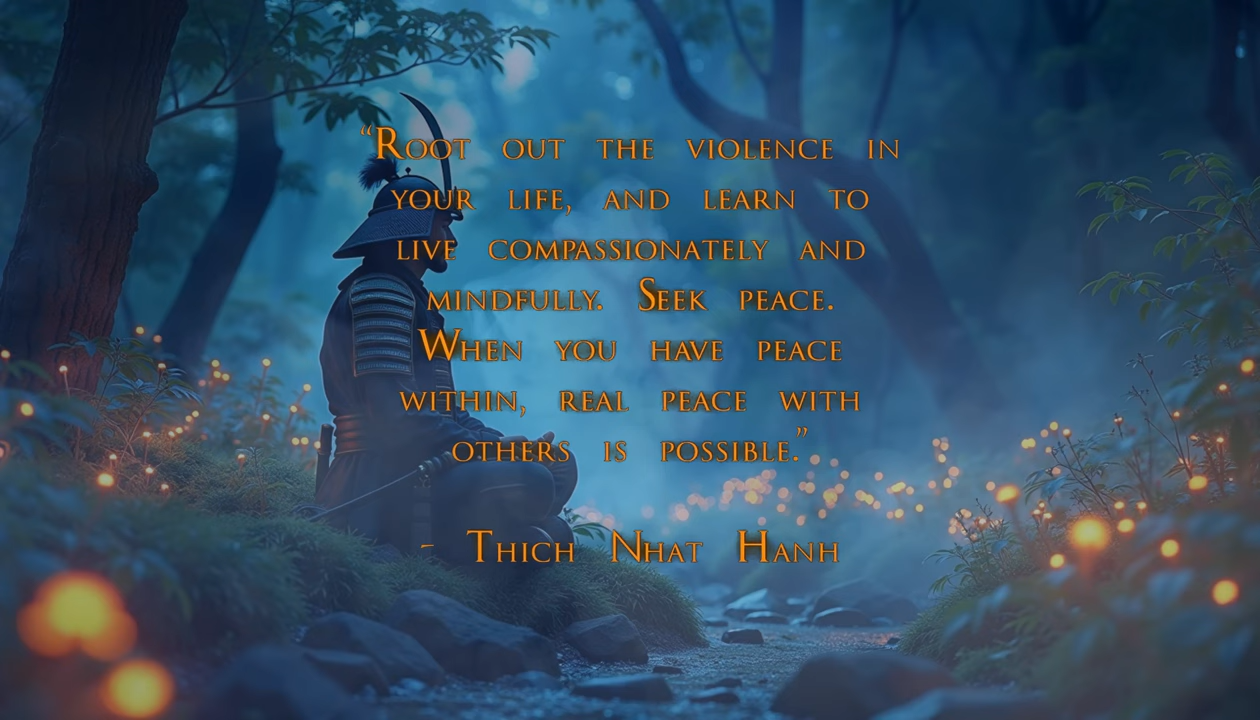 “Root out the violence in
your life, and learn to
live compassionately and
mindfully. Seek peace.
When you have peace
within, real peace with
others is possible.”
- Thich Nhat Hanh